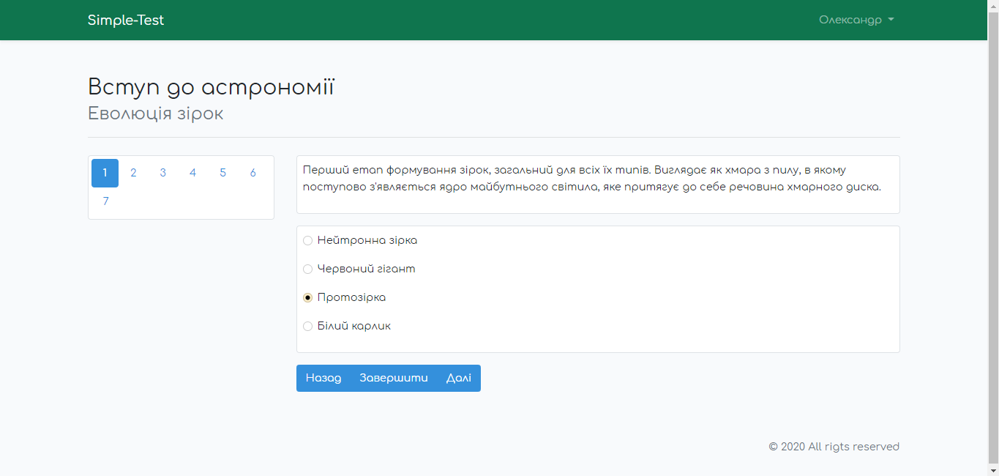 Simple-Test
Олександр
Вступ до астрономії
Еволюція зірок
1 2 3 4 5 6
7
Перший етап формування зірок, загальний для всіх їх типів. Виглядає як хмара з пилу, в якому
поступово з'являється ядро майбутнього світила, яке притягує до себе речовина хмарного диска.
Нейтронна зірка
Червоний гігант
Протозірка
Білий карлик
Назад Завершити Далі
© 2020 All rigts reserved